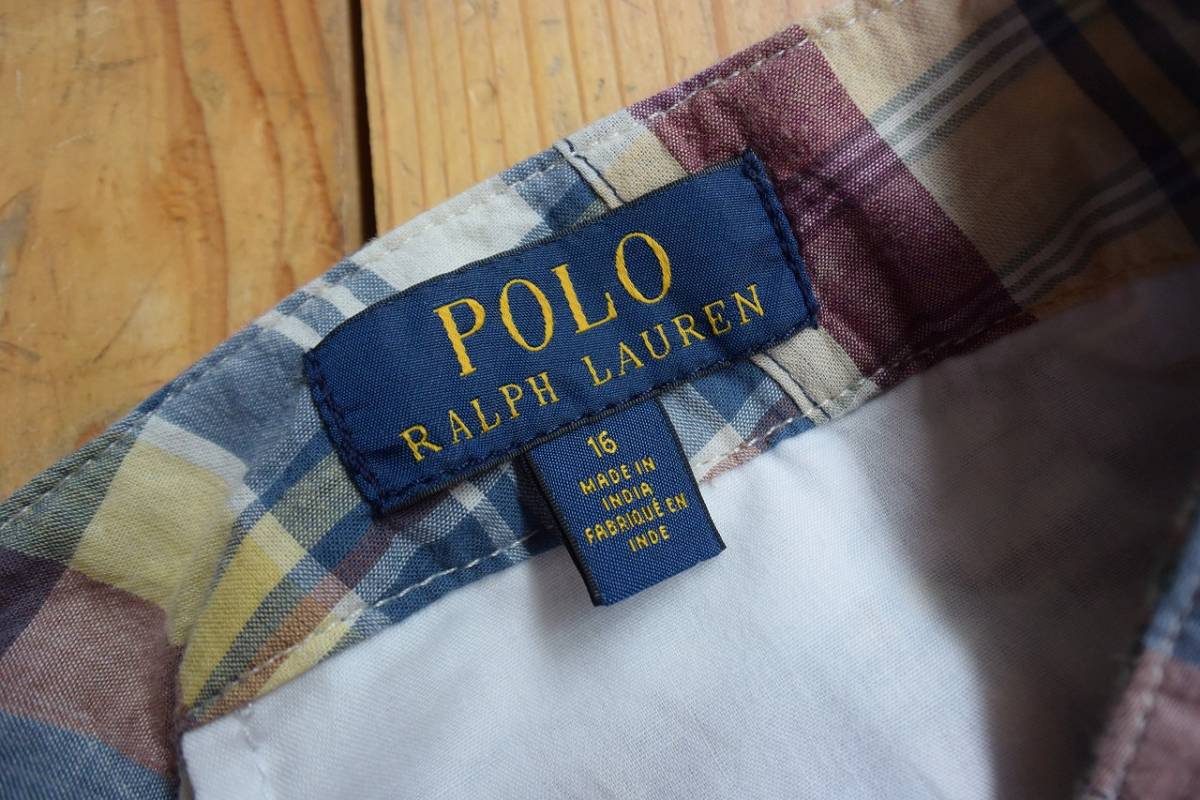 POLO
RALPH LAUREN
16
MADE IN
INDIA
FABRIQUÉ EN
INDE